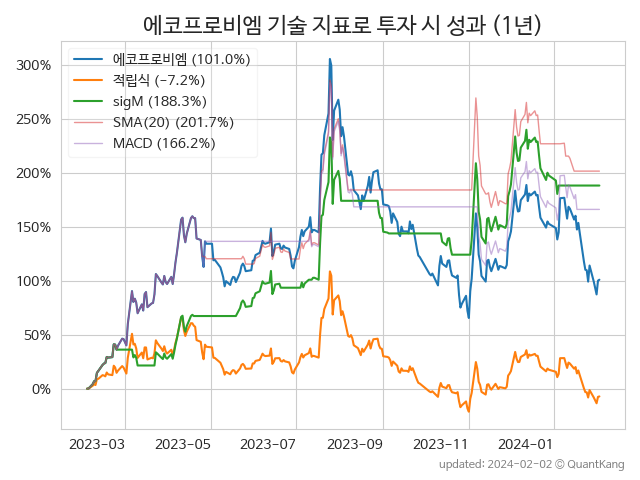 에코프로비엠 기술 지표로 투자 시 성과 (1년)
에코프로비엠 (101.0%)
적립식 (-7.2%)
sigM (188.3%)
SMA(20) (201.7%)
MACD (166.2%)
300%
250%
200%
150%
100%
50%
0%
2023-03 2023-05 2023-07 2023-09 2023-11 2024-01
updated: 2024-02-02 © QuantKang